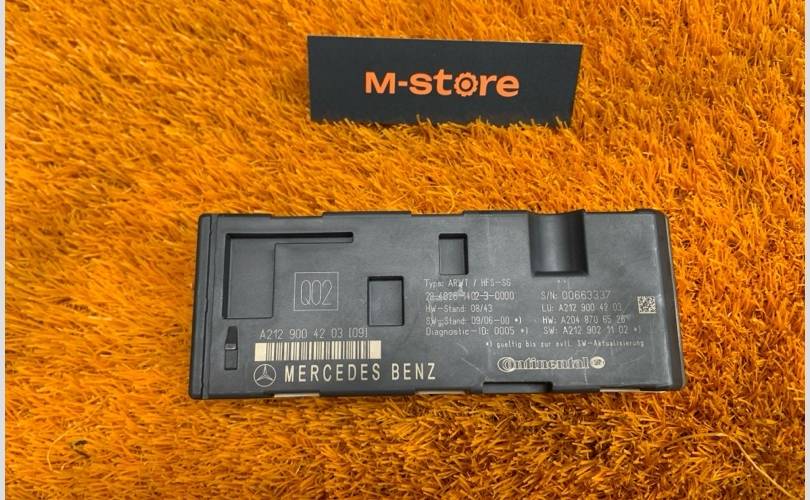 M-store
Q02
A212 900 42 03 [09]
MERCEDES BENZ
Type: ARWT / HFS-SG
28 4026 1402-3-0000
HW-Stand: 08/43
SW-Stand: 09/06-00 *)
Diagnostic-ID: 0005 *)
S/N: 00663337
LU: A212 900 42 03
HW: A204 870 65 26
SW: A212 902 11 02 *)
*) gueltig bis zur evtl. SW-Aktualisierung
Continental